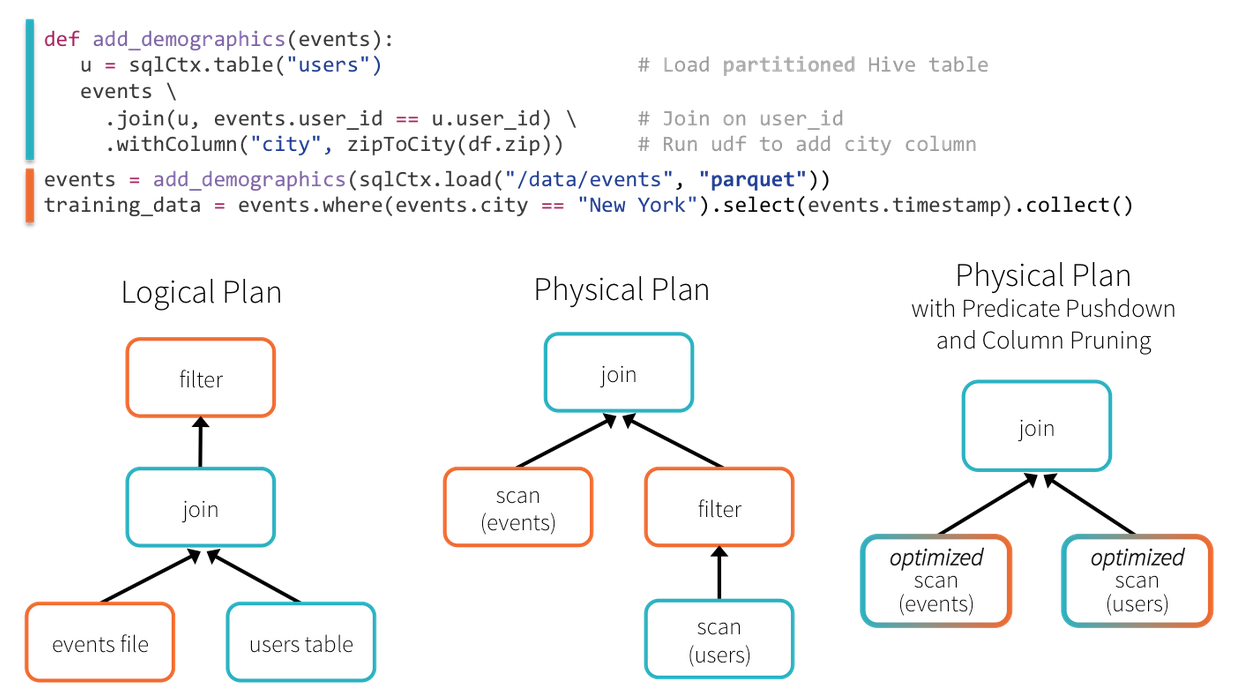 def add_demographics(events):
u = sqlCtx.table("users") # Load partitioned Hive table
events \
.join(u, events.user_id == u.user_id) \ # Join on user_id
.withColumn("city", zipToCity(df.zip)) # Run udf to add city column
events = add_demographics(sqlCtx.load("/data/events", "parquet"))
training_data = events.where(events.city == "New York").select(events.timestamp).collect()
Logical Plan
filter
join
events file
users table
Physical Plan
join
scan
(events)
filter
scan
(users)
Physical Plan
with Predicate Pushdown
and Column Pruning
join
optimized
scan
(events)
optimized
scan
(users)